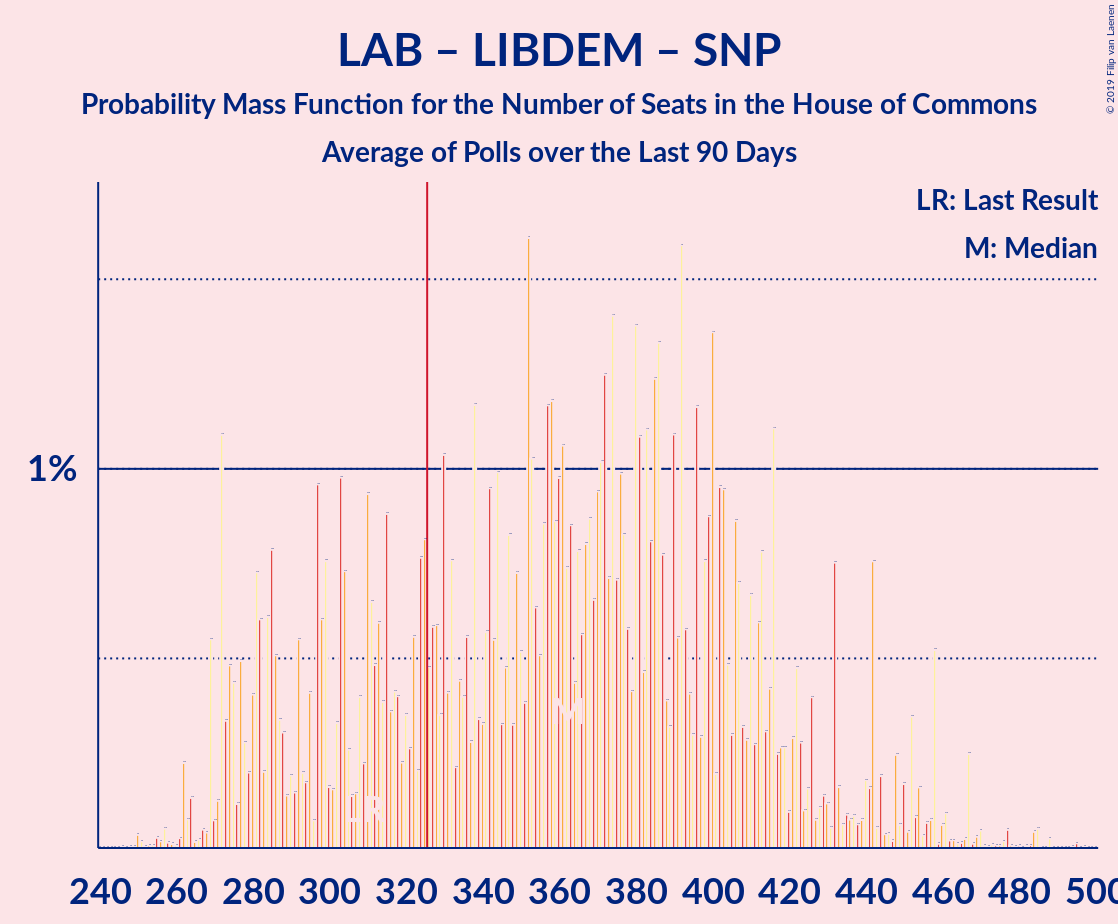 LAB – LIBDEM – SNP
Probability Mass Function for the Number of Seats in the House of Commons
Average of Polls over the Last 90 Days
© 2019 Filip van Laenen
LR: Last Result
M: Median
1%
M
LR
240 260 280 300 320 340 360 380 400 420 440 460 480 500